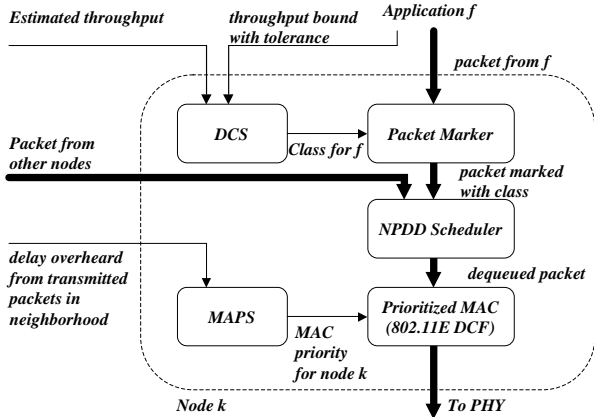 Estimated throughput
throughput bound
with tolerance
Application f
packet from f
DCS
Class for f
Packet Marker
Packet from
other nodes
packet marked
with class
NPDD Scheduler
delay overheard
from transmitted
packets in
neighborhood
dequeued packet
MAPS
MAC
priority
for node k
Prioritized MAC
(802.11E DCF)
Node k
To PHY